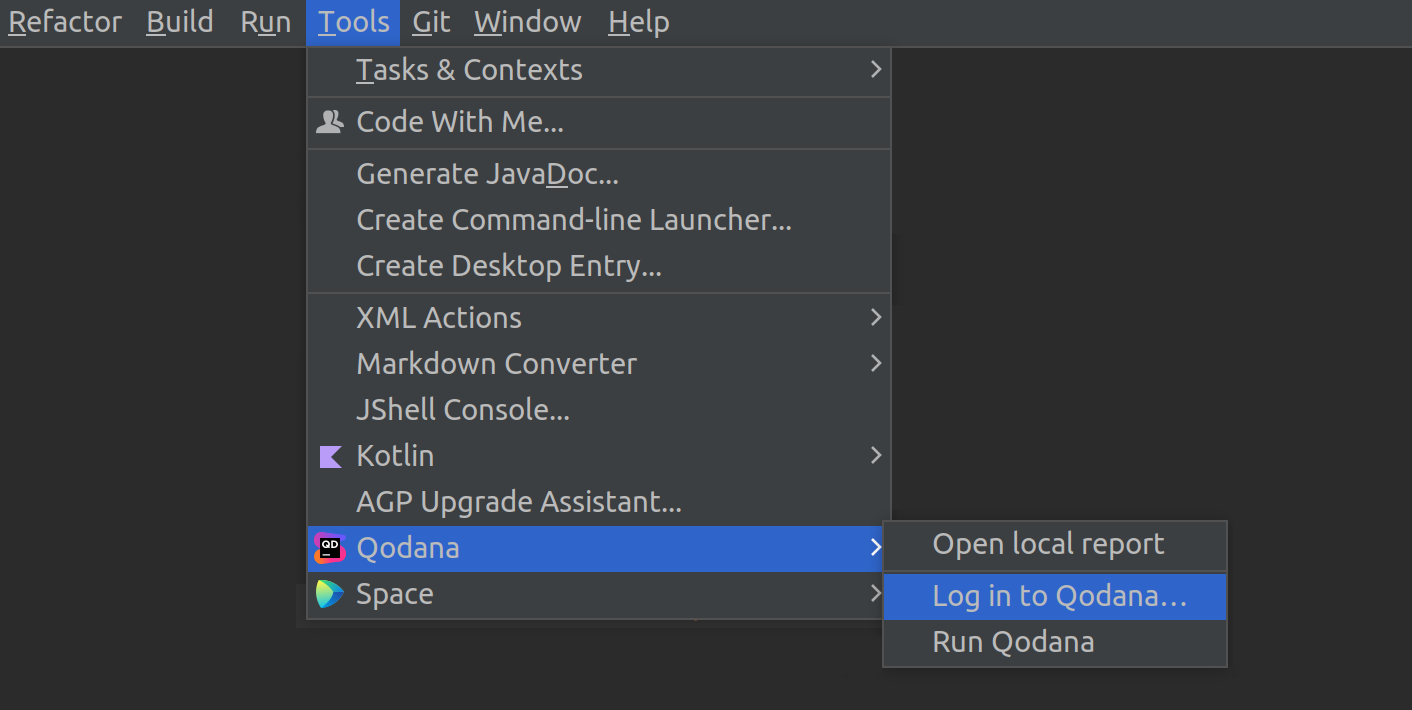 Refactor Build Run Tools Git Window Help
Tasks & Contexts
Code With Me...
Generate JavaDoc...
Create Command-line Launcher...
Create Desktop Entry...
XML Actions
Markdown Converter
JShell Console...
Kotlin
AGP Upgrade Assistant...
QD Qodana
Space
Open local report
Log in to Qodana...
Run Qodana